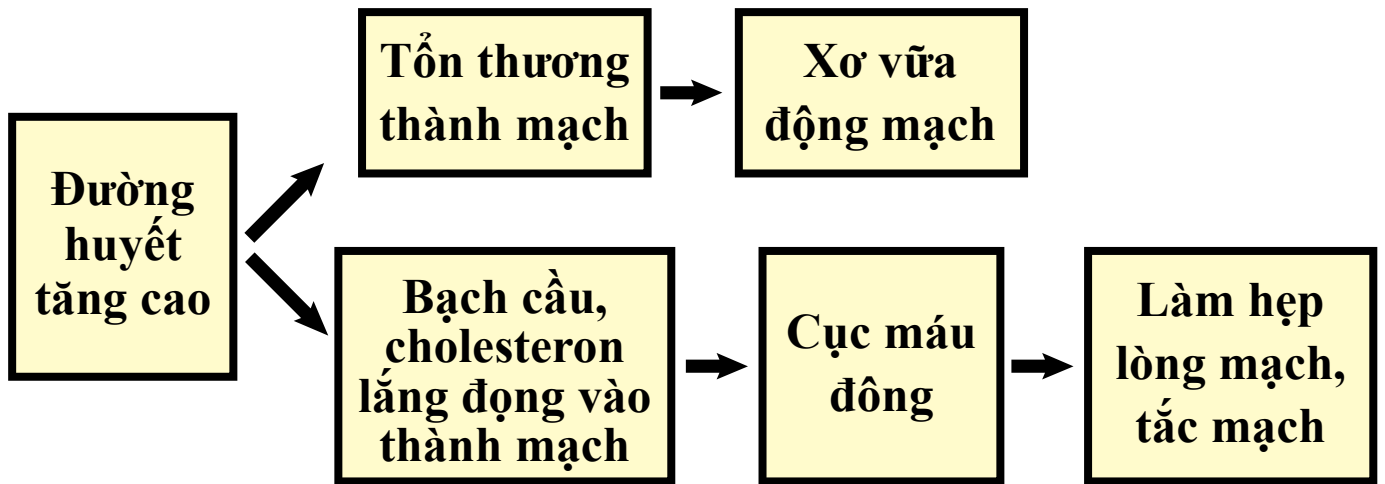 Đường
huyết
tăng cao
Tổn thương
thành mạch
Xơ vữa
động mạch
Bạch cầu,
cholesteron
lắng đọng vào
thành mạch
Cục máu
đông
Làm hẹp
lòng mạch,
tắc mạch